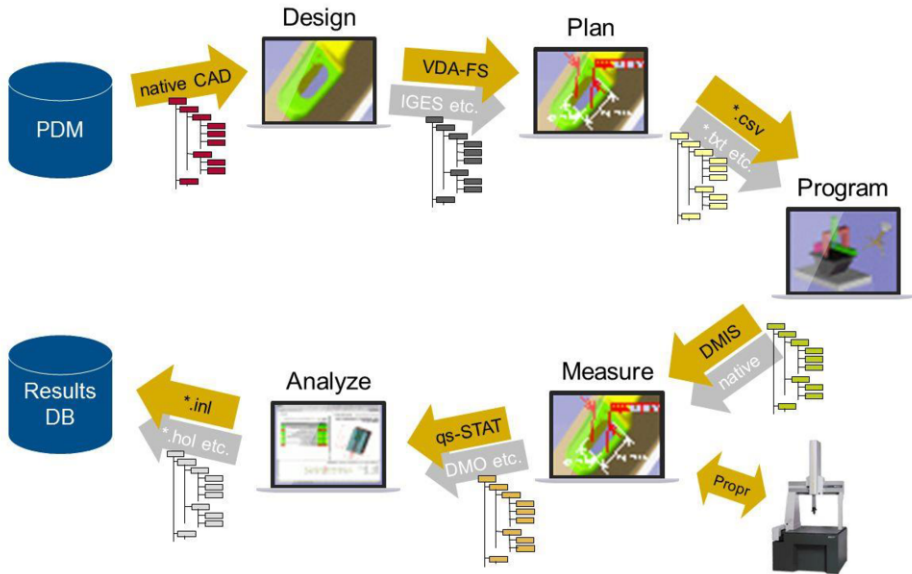 Design
Plan
native CAD
VDA-FS
IGES etc.
PDM
*.csv
*.txt etc.
Program
DMIS
native
Measure
Analyze
Results
DB
*.inl
*.hol etc.
qs-STAT
DMO etc.
Propr